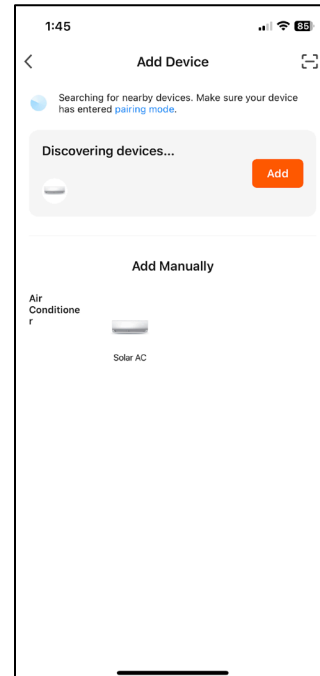 1:45
85
Add Device
Searching for nearby devices. Make sure your device
has entered pairing mode.
Discovering devices...
Add
Add Manually
Air
Conditione
r
Solar AC